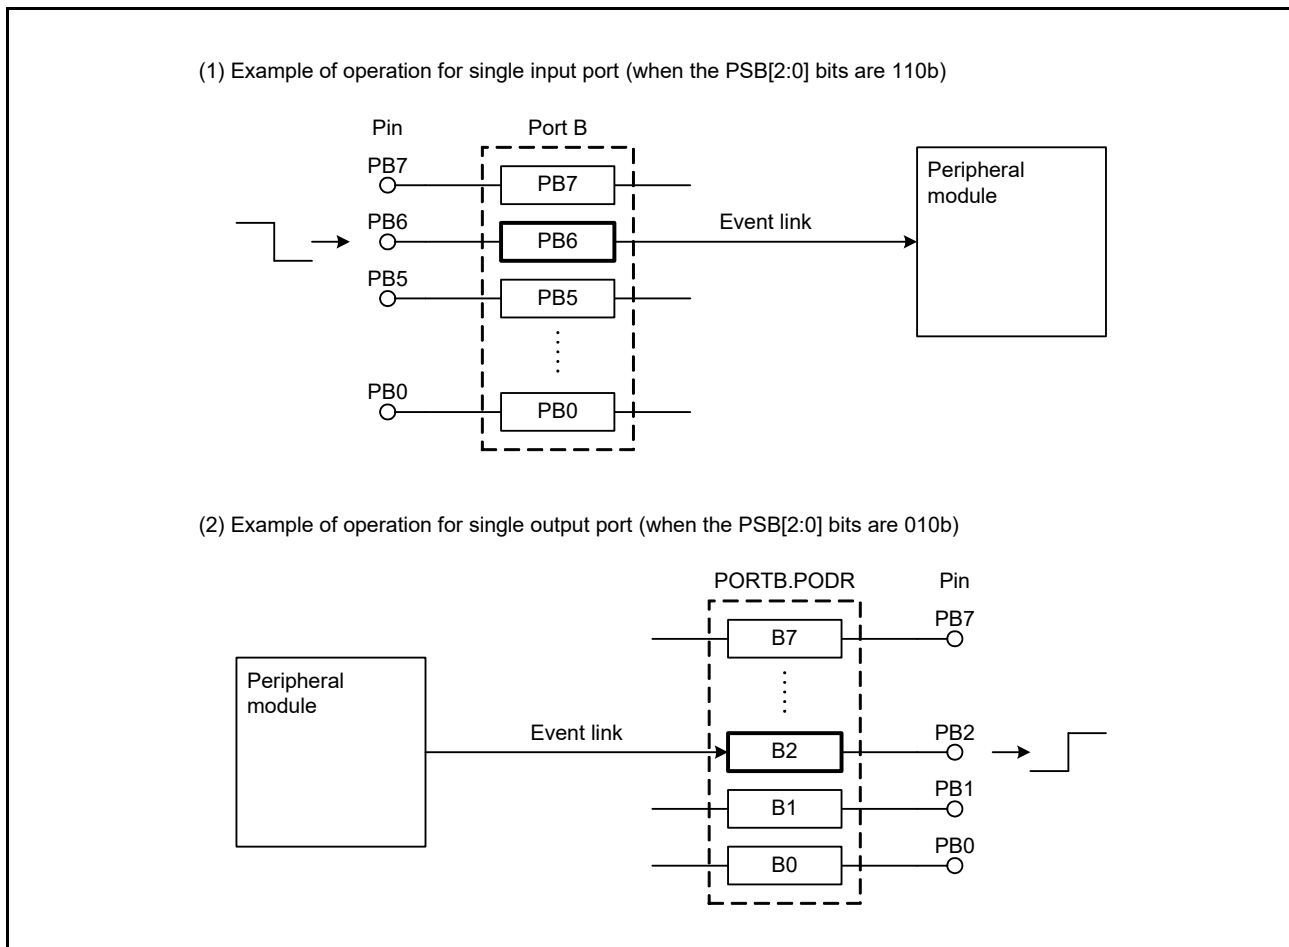 (1) Example of operation for single input port (when the PSB[2:0] bits are 110b)
Pin
Port B
PB7
PB7
Peripheral
module
PB6
PB6
Event link
PB5
PB5
PB0
PB0
(2) Example of operation for single output port (when the PSB[2:0] bits are 010b)
PORTB.PODR
Pin
B7
PB7
Peripheral
module
Event link
B2
PB2
B1
PB1
B0
PB0